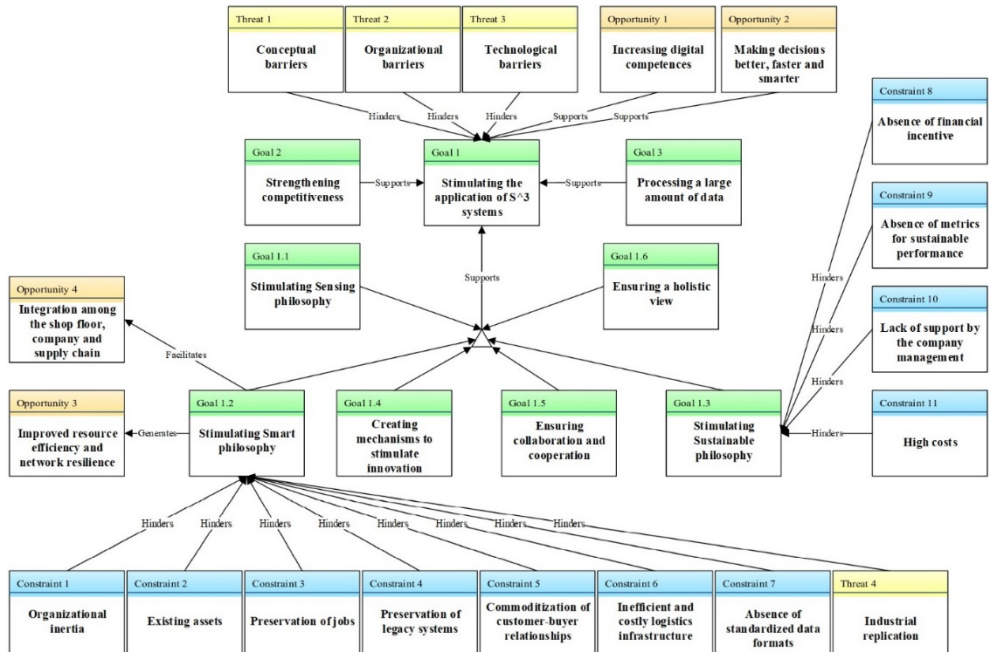 Threat 1
Conceptual
barriers
Threat 2
Organizational
barriers
Threat 3
Technological
barriers
Opportunity 1
Increasing digital
competences
Opportunity 2
Making decisions
better, faster and
smarter
Hinders
Hinders
Hinders
Supports
Supports
Constraint 8
Absence of financial
incentive
Goal 2
Strengthening
competitiveness
Supports
Goal 1
Stimulating the
application of S^3
systems
Supports
Goal 3
Processing a large
amount of data
Constraint 9
Absence of metrics
for sustainable
performance
Goal 1.1
Stimulating Sensing
philosophy
Supports
Goal 1.6
Ensuring a holistic
view
Hinders
Hinders
Hinders
Hinders
Opportunity 4
Integration among
the shop floor,
company and
supply chain
Facilitates
Constraint 10
Lack of support by
the company
management
Opportunity 3
Improved resource
efficiency and
network resilience
Generates
Goal 1.2
Stimulating Smart
philosophy
Goal 1.4
Creating
mechanisms to
stimulate
innovation
Goal 1.5
Ensuring
collaboration and
cooperation
Goal 1.3
Stimulating
Sustainable
philosophy
Constraint 11
High costs
Hinders
Hinders
Hinders
Hinders
Hinders
Hinders
Hinders
Hinders
Constraint 1
Organizational
inertia
Constraint 2
Existing assets
Constraint 3
Preservation of jobs
Constraint 4
Preservation of
legacy systems
Constraint 5
Commoditization of
customer-buyer
relationships
Constraint 6
Inefficient and
costly logistics
infrastructure
Constraint 7
Absence of
standardized data
formats
Threat 4
Industrial
replication